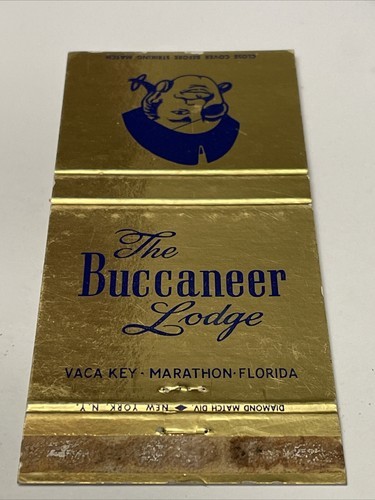 CLOSE COVER BEFORE STRIKING MATCH
The
Buccaneer
Lodge
VACA KEY · MARATHON · FLORIDA
DIAMOND MATCH DIV. ◆ NEW YORK, N.Y.